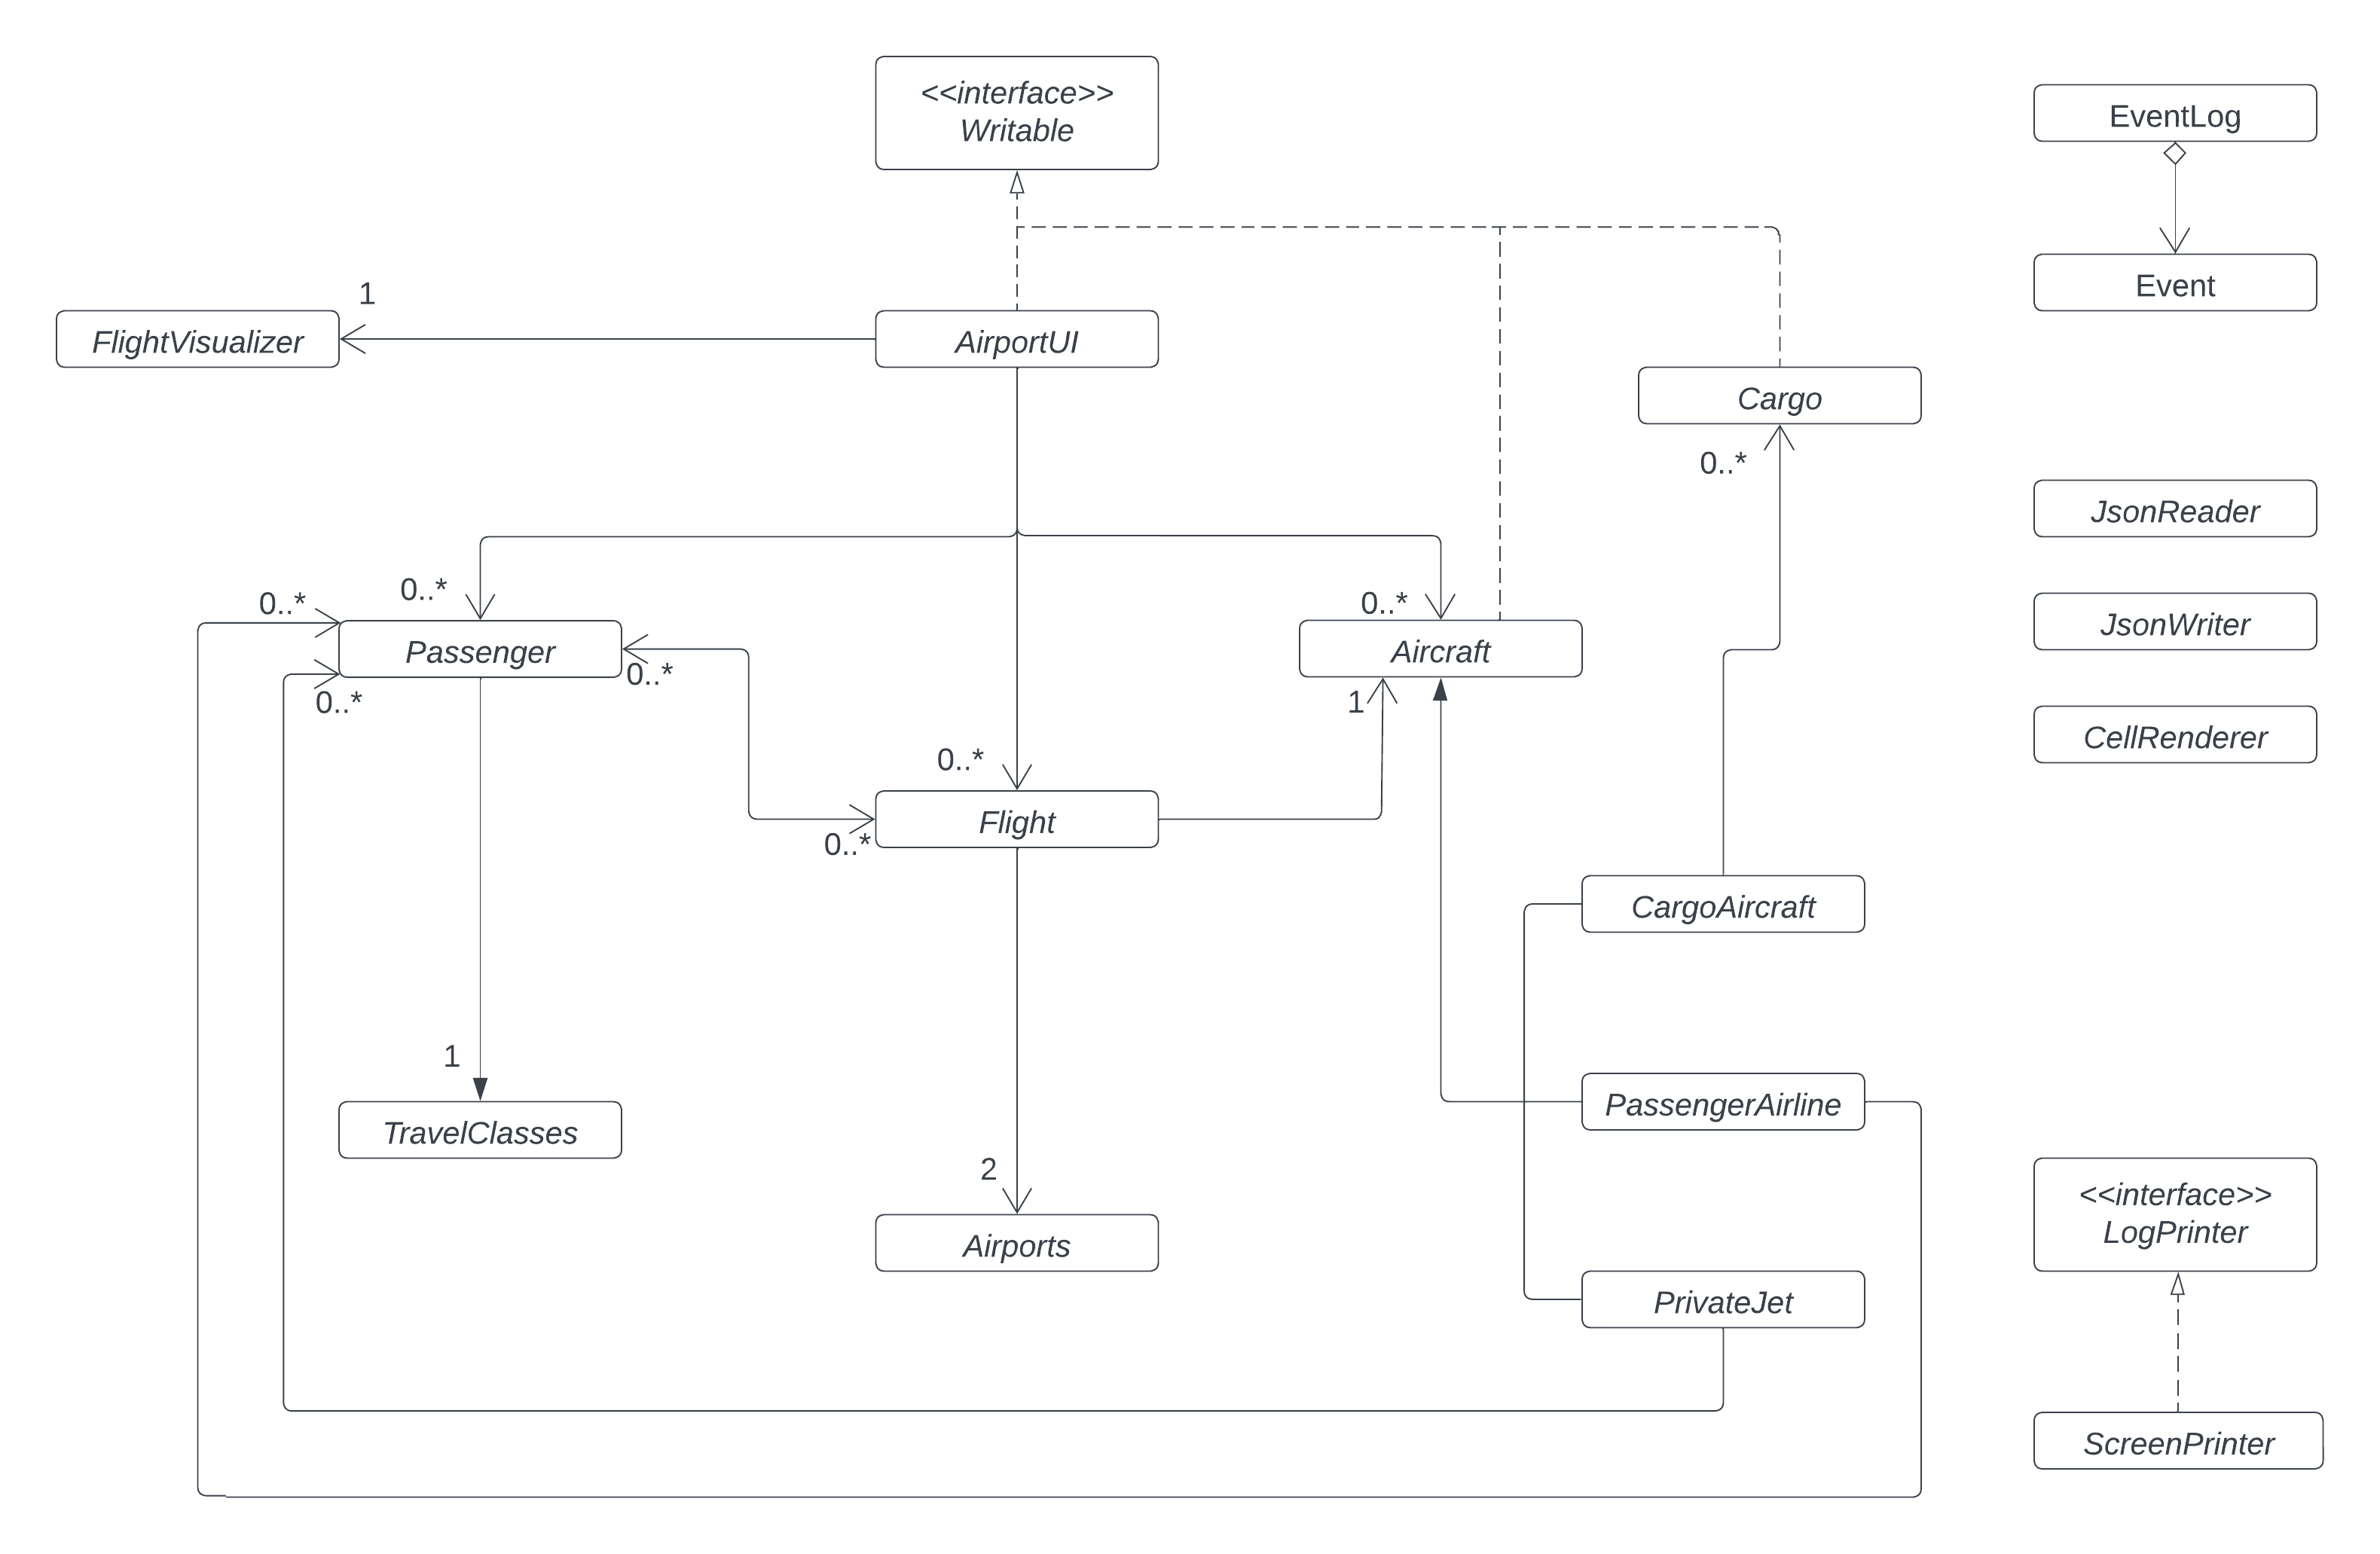 <<interface>>
Writable
EventLog
Event
1
FlightVisualizer
AirportUI
Cargo
0..*
JsonReader
JsonWriter
CellRenderer
0..*
0..*
0..*
Passenger
0..*
0..*
Aircraft
1
0..*
Flight
0..*
CargoAircraft
1
TravelClasses
PassengerAirline
2
Airports
PrivateJet
<<interface>>
LogPrinter
ScreenPrinter